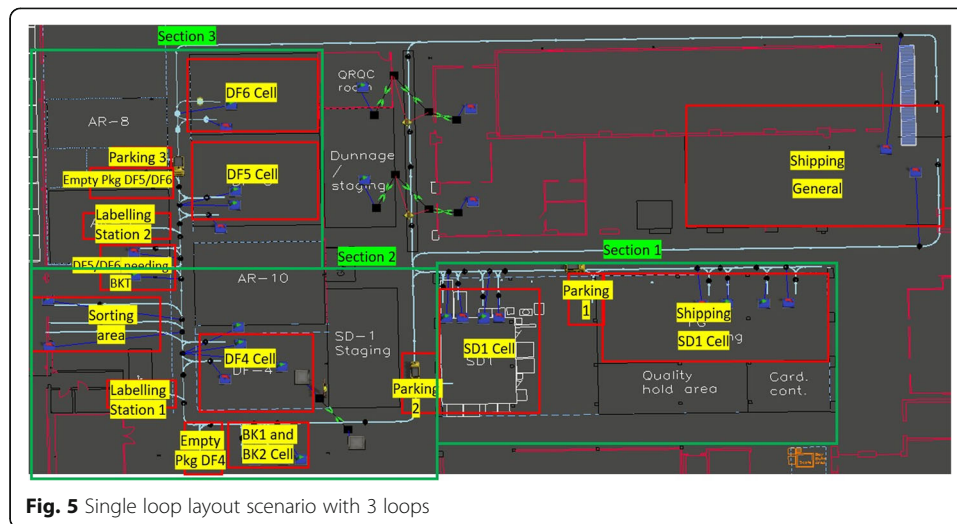 Section 3
QRQC
room
DF6 Cell
AR-8
Parking 3
Empty Pkg DF5/DF6
DF5 Cell
Dunnage
/
staging
Shipping
General
Labelling
Station 2
Section 2
Section 1
DF5/DF6 needing
BKT
AR-10
Sorting
area
Parking
1
Shipping
SD1 Cell
SD-1
Staging
SD1 Cell
DF4 Cell
Parking
2
Quality
hold area
Card.
cont.
Labelling
Station 1
Empty
Pkg DF4
BK1 and
BK2 Cell
Fig. 5 Single loop layout scenario with 3 loops